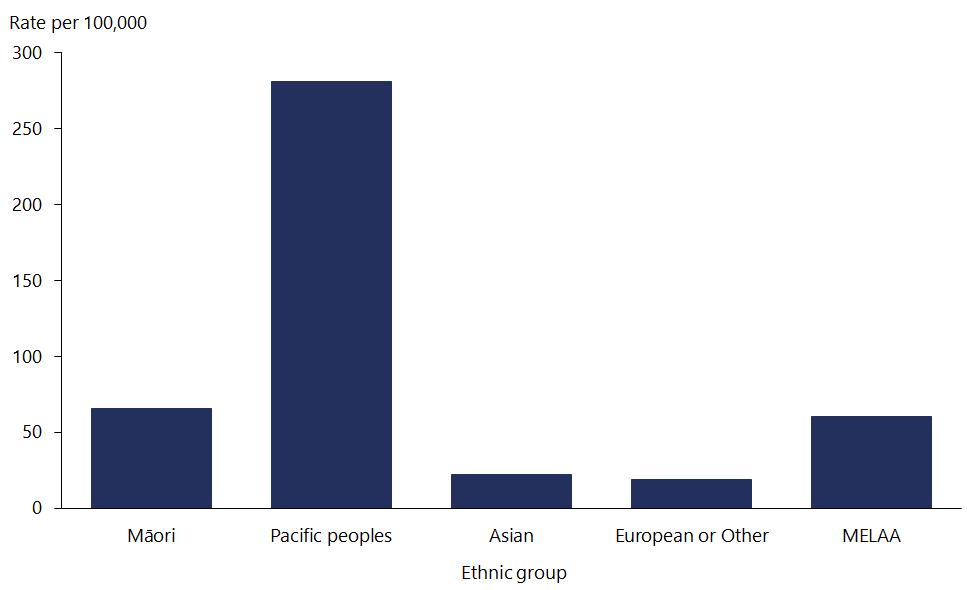 Rate per 100,000
300
250
200
150
100
50
0
Māori Pacific peoples Asian European or Other MELAA
Ethnic group